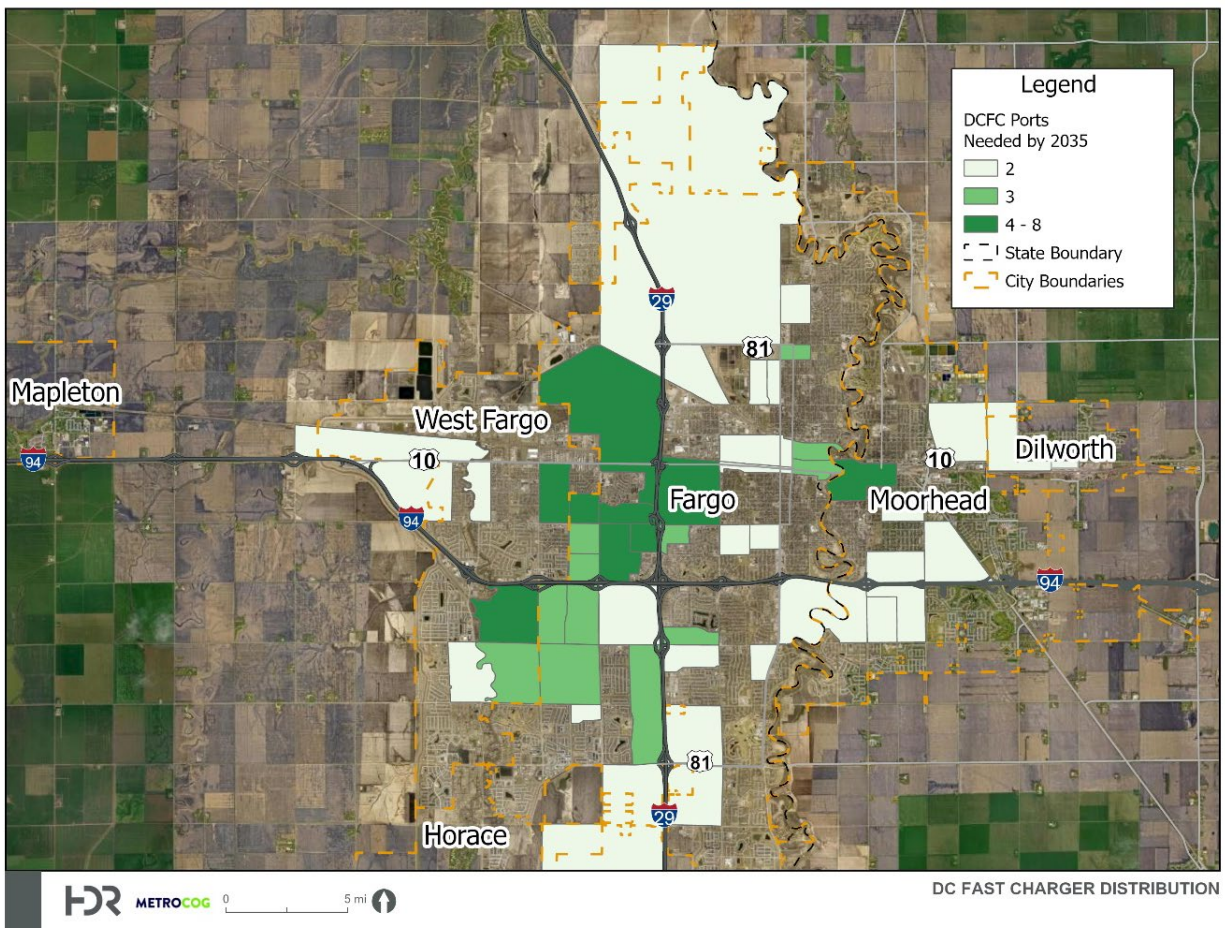 Legend
DCFC Ports
Needed by 2035
2
3
4 - 8
State Boundary
City Boundaries
29
81
Mapleton
West Fargo
94
10
10
Dilworth
Fargo
Moorhead
94
94
81
29
Horace
HDR
METROCOG
0
5 mi
DC FAST CHARGER DISTRIBUTION